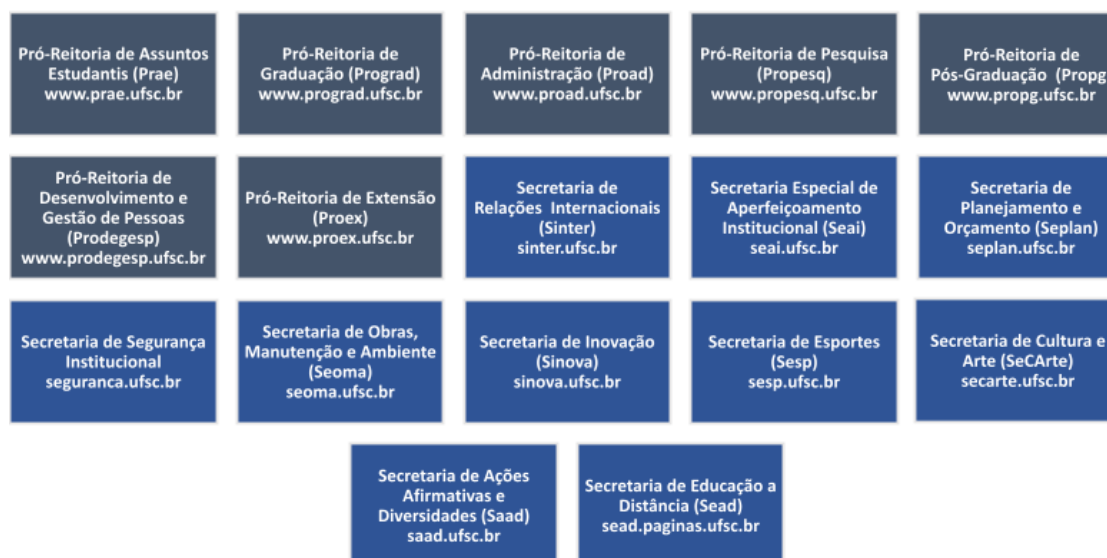 Pró-Reitoria de Assuntos
Estudantis (Prae)
www.prae.ufsc.br
Pró-Reitoria de
Graduação (Prograd)
www.prograd.ufsc.br
Pró-Reitoria de
Administração (Proad)
www.proad.ufsc.br
Pró-Reitoria de Pesquisa
(Propesq)
www.propesq.ufsc.br
Pró-Reitoria de
Pós-Graduação (Propg
www.propg.ufsc.br
Pró-Reitoria de
Desenvolvimento e
Gestão de Pessoas
(Prodegesp)
www.prodegesp.ufsc.br
Pró-Reitoria de Extensão
(Proex)
www.proex.ufsc.br
Secretaria de
Relações Internacionais
(Sinter)
sinter.ufsc.br
Secretaria Especial de
Aperfeiçoamento
Institucional (Seai)
seai.ufsc.br
Secretaria de
Planejamento e
Orçamento (Seplan)
seplan.ufsc.br
Secretaria de Segurança
Institucional
seguranca.ufsc.br
Secretaria de Obras,
Manutenção e Ambiente
(Seoma)
seoma.ufsc.br
Secretaria de Inovação
(Sinova)
sinova.ufsc.br
Secretaria de Esportes
(Sesp)
sesp.ufsc.br
Secretaria de Cultura e
Arte (SeCArte)
secarte.ufsc.br
Secretaria de Ações
Afirmativas e
Diversidades (Saad)
saad.ufsc.br
Secretaria de Educação a
Distância (Sead)
sead.paginas.ufsc.br